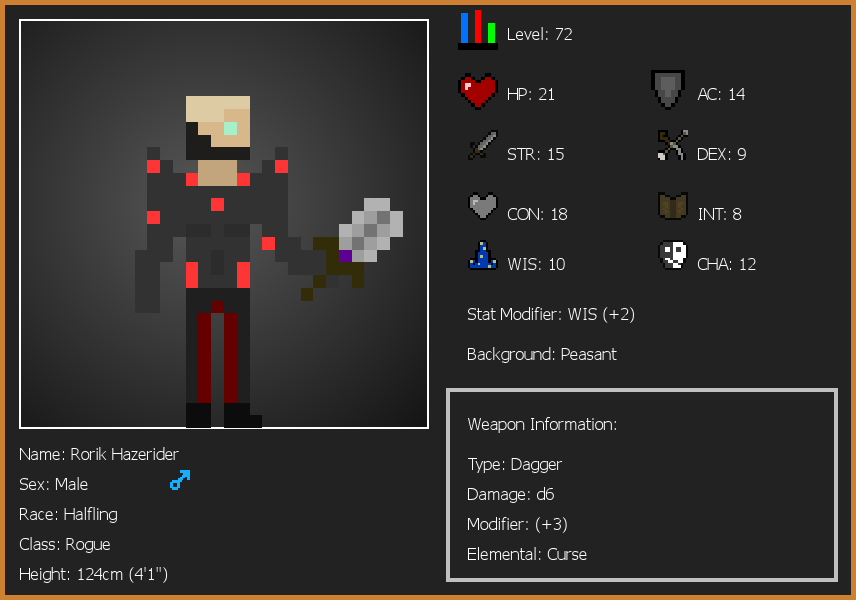 Level: 72
HP: 21
AC: 14
STR: 15
DEX: 9
CON: 18
INT: 8
WIS: 10
CHA: 12
Stat Modifier: WIS (+2)
Background: Peasant
Weapon Information:
Type: Dagger
Damage: d6
Modifier: (+3)
Elemental: Curse
Name: Rorik Hazerider
Sex: Male
Race: Halfling
Class: Rogue
Height: 124cm (4'1")